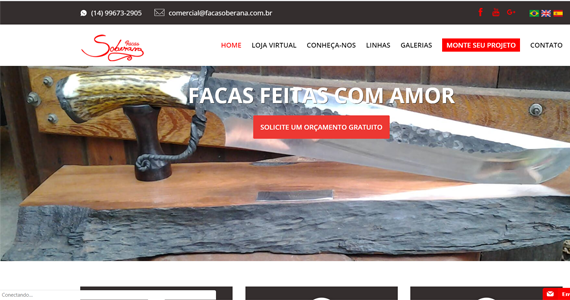 (14) 99673-2905 comercial@facasoberana.com.br
Soberana
HOME LOJA VIRTUAL CONHEÇA-NOS LINHAS GALERIAS MONTE SEU PROJETO CONTATO
FACAS FEITAS COM AMOR
SOLICITE UM ORÇAMENTO GRATUITO
Conectando...